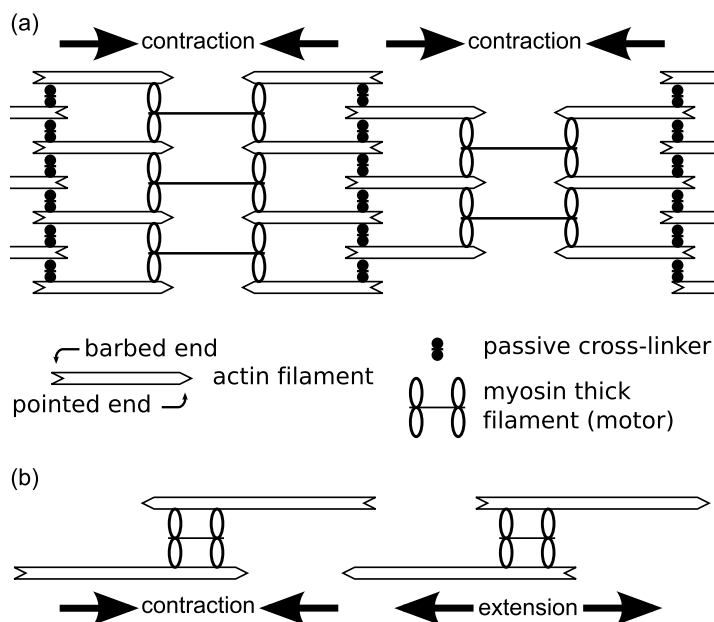 (a)
contraction
contraction
barbed end
actin filament
pointed end
passive cross-linker
myosin thick
filament (motor)
(b)
contraction
extension